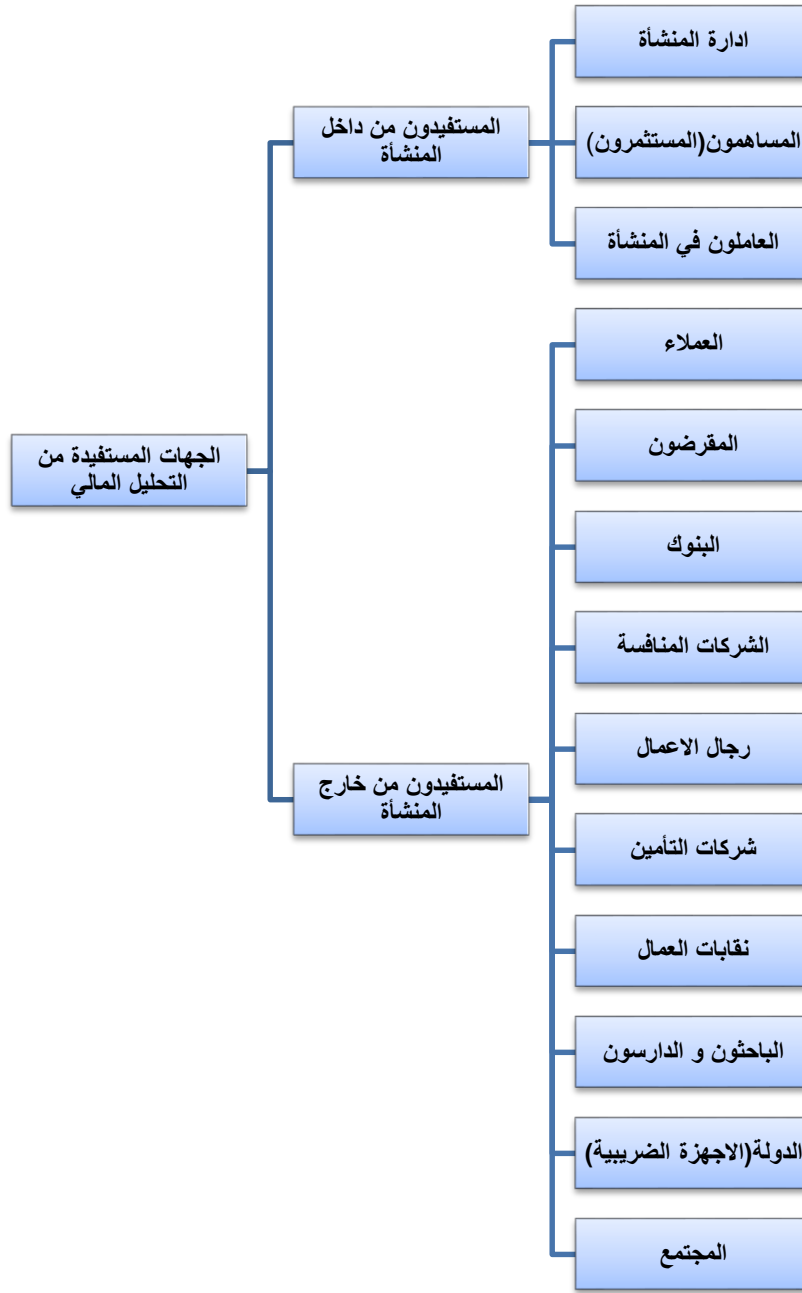 الجهات المستفيدة من
التحليل المالي
المستفيدون من داخل
المنشأة
ادارة المنشأة
المساهمون(المستثمرون)
العاملون في المنشأة
المستفيدون من خارج
المنشأة
العملاء
المقرضون
البنوك
الشركات المنافسة
رجال الاعمال
شركات التأمين
نقابات العمال
الباحثون و الدارسون
الدولة(الاجهزة الضريبية)
المجتمع